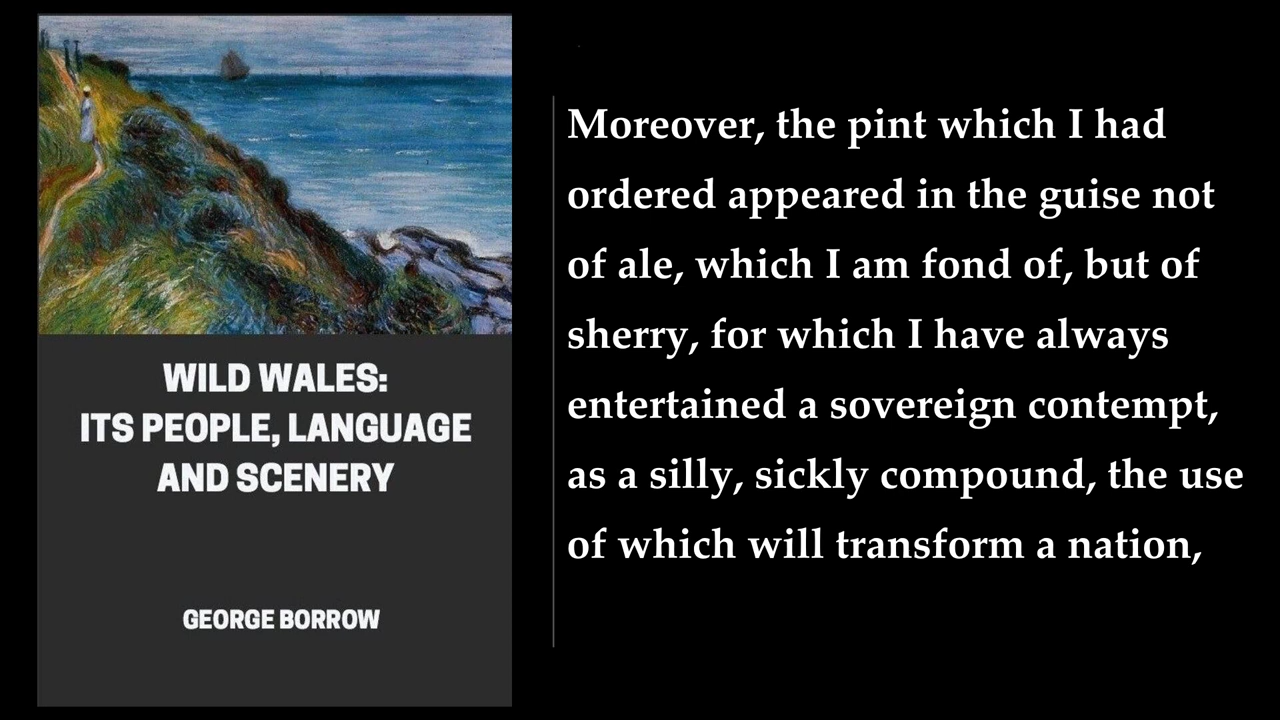 WILD WALES:
ITS PEOPLE, LANGUAGE
AND SCENERY
GEORGE BORROW
Moreover, the pint which I had
ordered appeared in the guise not
of ale, which I am fond of, but of
sherry, for which I have always
entertained a sovereign contempt,
as a silly, sickly compound, the use
of which will transform a nation,